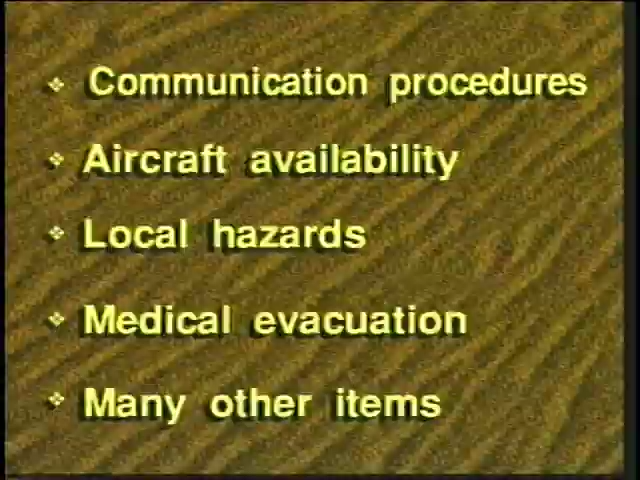 ❖ Communication procedures
❖ Aircraft availability
❖ Local hazards
❖ Medical evacuation
❖ Many other items